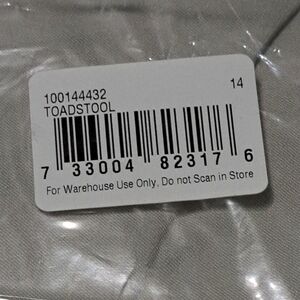 100144432 14
TOADSTOOL
7 33004 82317 6
For Warehouse Use Only. Do not Scan in Store